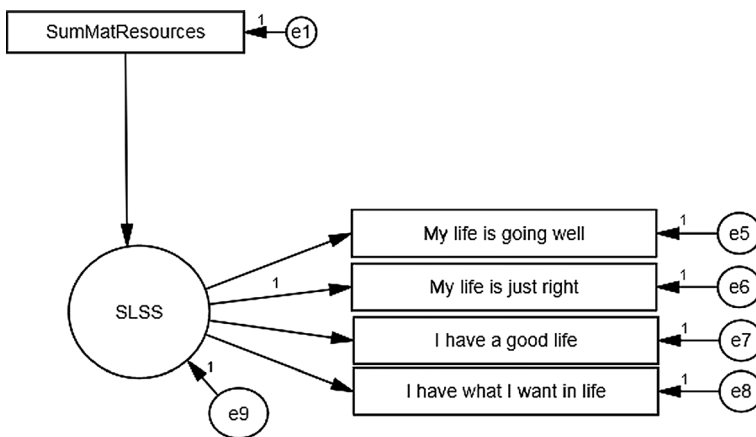 SumMatResources
1
e1
My life is going well
1
e5
1
My life is just right
1
e6
SLSS
I have a good life
1
e7
1
I have what I want in life
1
e8
e9